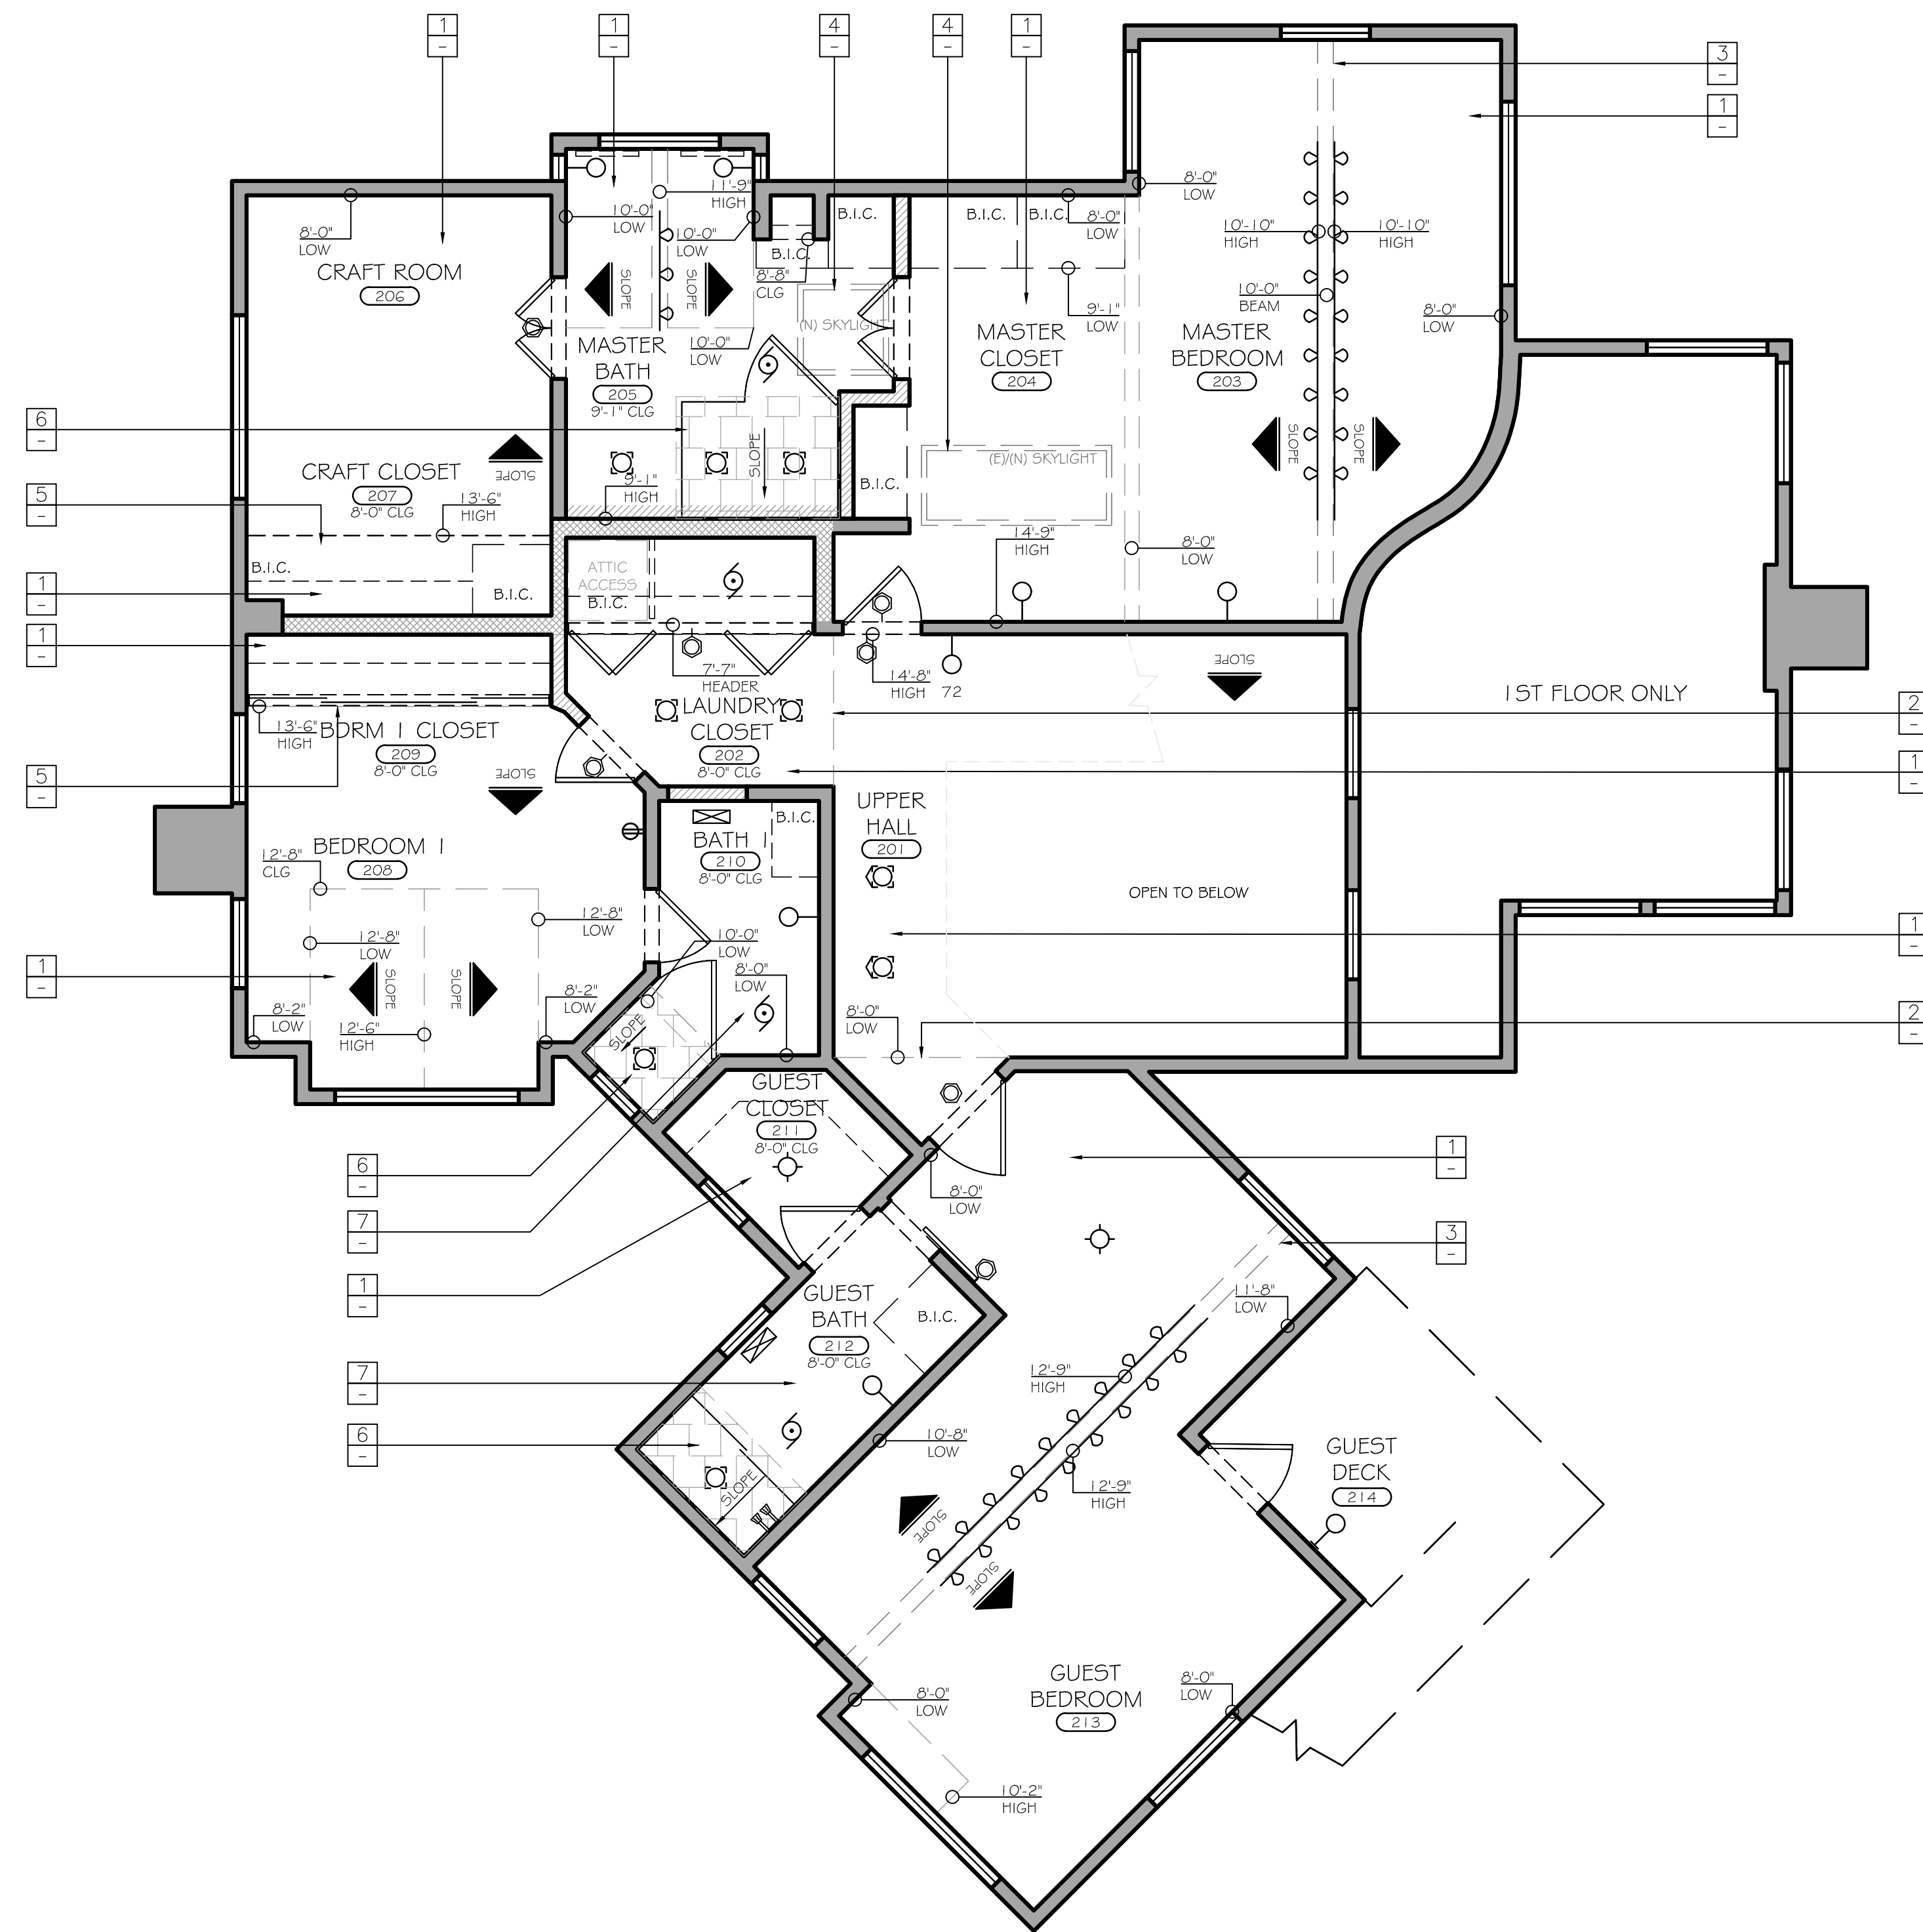 1
-
1
-
4
-
4
-
1
-
3
-
1
-
11'-9"
HIGH
10'-0"
LOW
10'-0"
LOW
B.I.C.
B.I.C.
8'-8"
CLG
B.I.C.
B.I.C.
8'-0"
LOW
8'-0"
LOW
8'-0"
LOW
CRAFT ROOM
206
SLOPE
SLOPE
(N) SKYLIGHT
9'-1"
LOW
10'-10"
HIGH
10'-10"
HIGH
10'-0"
BEAM
8'-0"
LOW
MASTER
BATH
205
9'-1" CLG
10'-0"
LOW
MASTER
CLOSET
204
MASTER
BEDROOM
203
6
-
SLOPE
SLOPE
SLOPE
(E)/(N) SKYLIGHT
CRAFT CLOSET
207
8'-0" CLG
SLOPE
13'-6"
HIGH
9'-1"
HIGH
B.I.C.
5
-
14'-9"
HIGH
8'-0"
LOW
B.I.C.
B.I.C.
ATTIC
ACCESS
B.I.C.
1
-
1
-
7'-7"
HEADER
14'-8"
HIGH
72
SLOPE
1ST FLOOR ONLY
LAUNDRY
CLOSET
202
8'-0" CLG
2
-
1
-
13'-6"
HIGH
BDRM 1 CLOSET
209
8'-0" CLG
SLOPE
5
-
UPPER
HALL
201
OPEN TO BELOW
BATH 1
210
8'-0" CLG
B.I.C.
BEDROOM 1
208
12'-8"
CLG
12'-8"
LOW
12'-8"
LOW
SLOPE
SLOPE
10'-0"
LOW
8'-0"
LOW
1
-
1
-
8'-2"
LOW
12'-6"
HIGH
8'-2"
LOW
SLOPE
8'-0"
LOW
2
-
GUEST
CLOSET
211
8'-0" CLG
8'-0"
LOW
1
-
6
-
7
-
1
-
3
-
GUEST
BATH
212
8'-0" CLG
B.I.C.
11'-8"
LOW
7
-
6
-
12'-9"
HIGH
10'-8"
LOW
12'-9"
HIGH
SLOPE
SLOPE
SLOPE
GUEST
DECK
214
GUEST
BEDROOM
213
8'-0"
LOW
8'-0"
LOW
10'-2"
HIGH